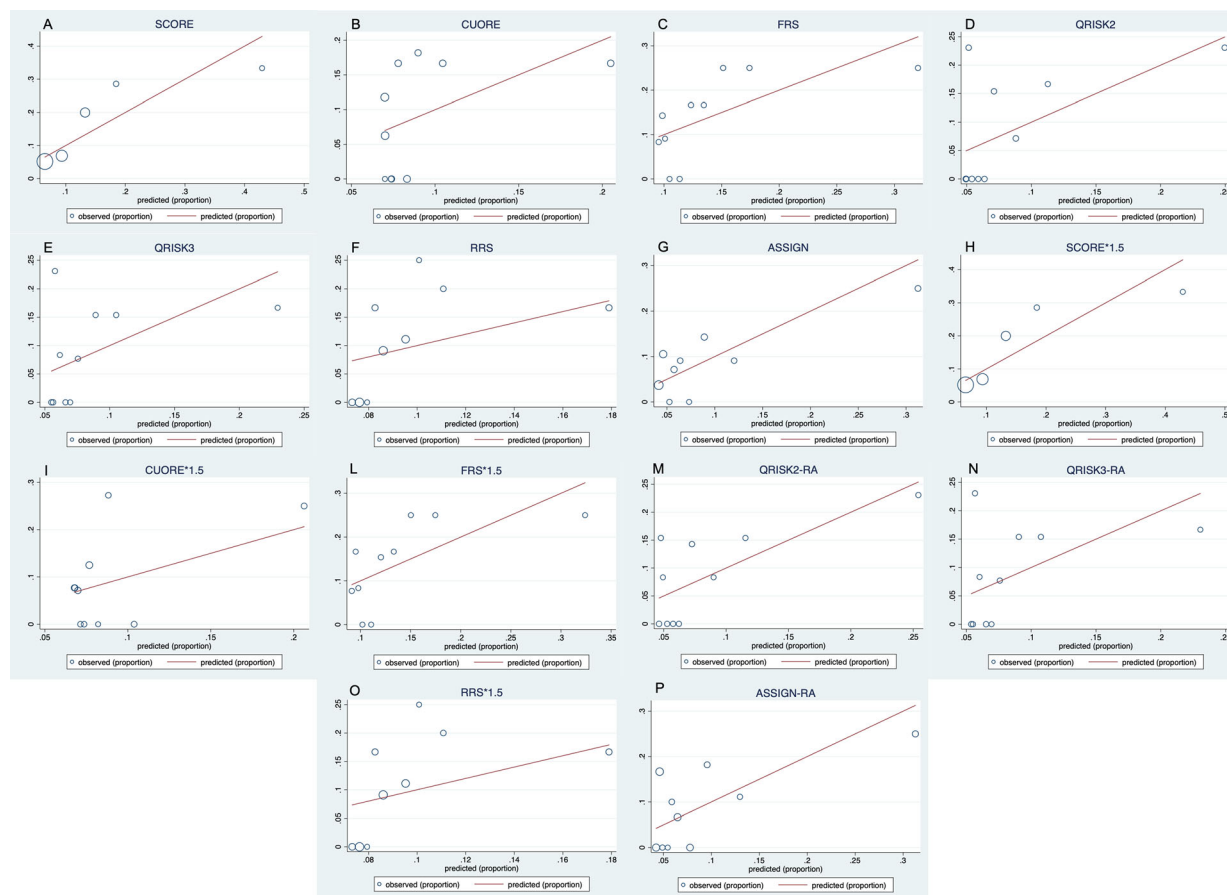 A SCORE
.4
.3
.2
.1
0
.1 .2 .3 .4 .5
predicted (proportion)
observed (proportion) predicted (proportion)
B CUORE
.2
.15
.1
.05
0
.05 .1 .15 .2
predicted (proportion)
observed (proportion) predicted (proportion)
C FRS
.3
.2
.1
0
.1 .15 .2 .25 .3
predicted (proportion)
observed (proportion) predicted (proportion)
D QRISK2
.25
.2
.15
.1
.05
0
.05 .1 .15 .2 .25
predicted (proportion)
observed (proportion) predicted (proportion)
E QRISK3
.25
.2
.15
.1
.05
0
.05 .1 .15 .2 .25
predicted (proportion)
observed (proportion) predicted (proportion)
F RRS
.25
.2
.15
.1
.05
0
.08 .1 .12 .14 .16 .18
predicted (proportion)
observed (proportion) predicted (proportion)
G ASSIGN
.3
.2
.1
0
.05 .1 .15 .2 .25 .3
predicted (proportion)
observed (proportion) predicted (proportion)
H SCORE*1.5
.4
.3
.2
.1
0
.1 .2 .3 .4 .5
predicted (proportion)
observed (proportion) predicted (proportion)
I CUORE*1.5
.3
.2
.1
0
.05 .1 .15 .2
predicted (proportion)
observed (proportion) predicted (proportion)
L FRS*1.5
.3
.2
.1
0
.1 .15 .2 .25 .3 .35
predicted (proportion)
observed (proportion) predicted (proportion)
M QRISK2-RA
.25
.2
.15
.1
.05
0
.05 .1 .15 .2 .25
predicted (proportion)
observed (proportion) predicted (proportion)
N QRISK3-RA
.25
.2
.15
.1
.05
0
.05 .1 .15 .2 .25
predicted (proportion)
observed (proportion) predicted (proportion)
O RRS*1.5
.25
.2
.15
.1
.05
0
.08 .1 .12 .14 .16 .18
predicted (proportion)
observed (proportion) predicted (proportion)
P ASSIGN-RA
.3
.2
.1
0
.05 .1 .15 .2 .25 .3
predicted (proportion)
observed (proportion) predicted (proportion)